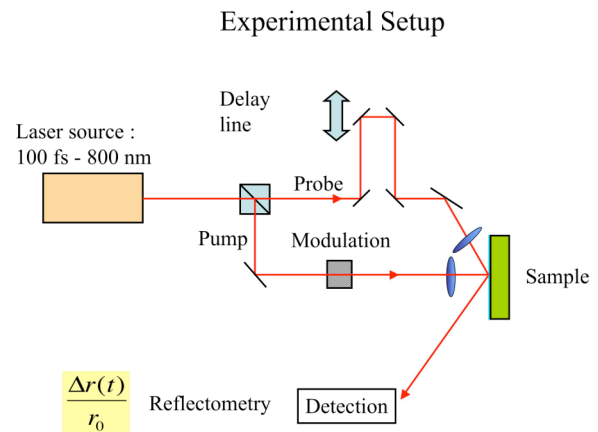 Experimental Setup
Delay
line
Laser source :
100 fs - 800 nm
Probe
Pump
Modulation
Sample
Δr(t)
r₀
Reflectometry
Detection